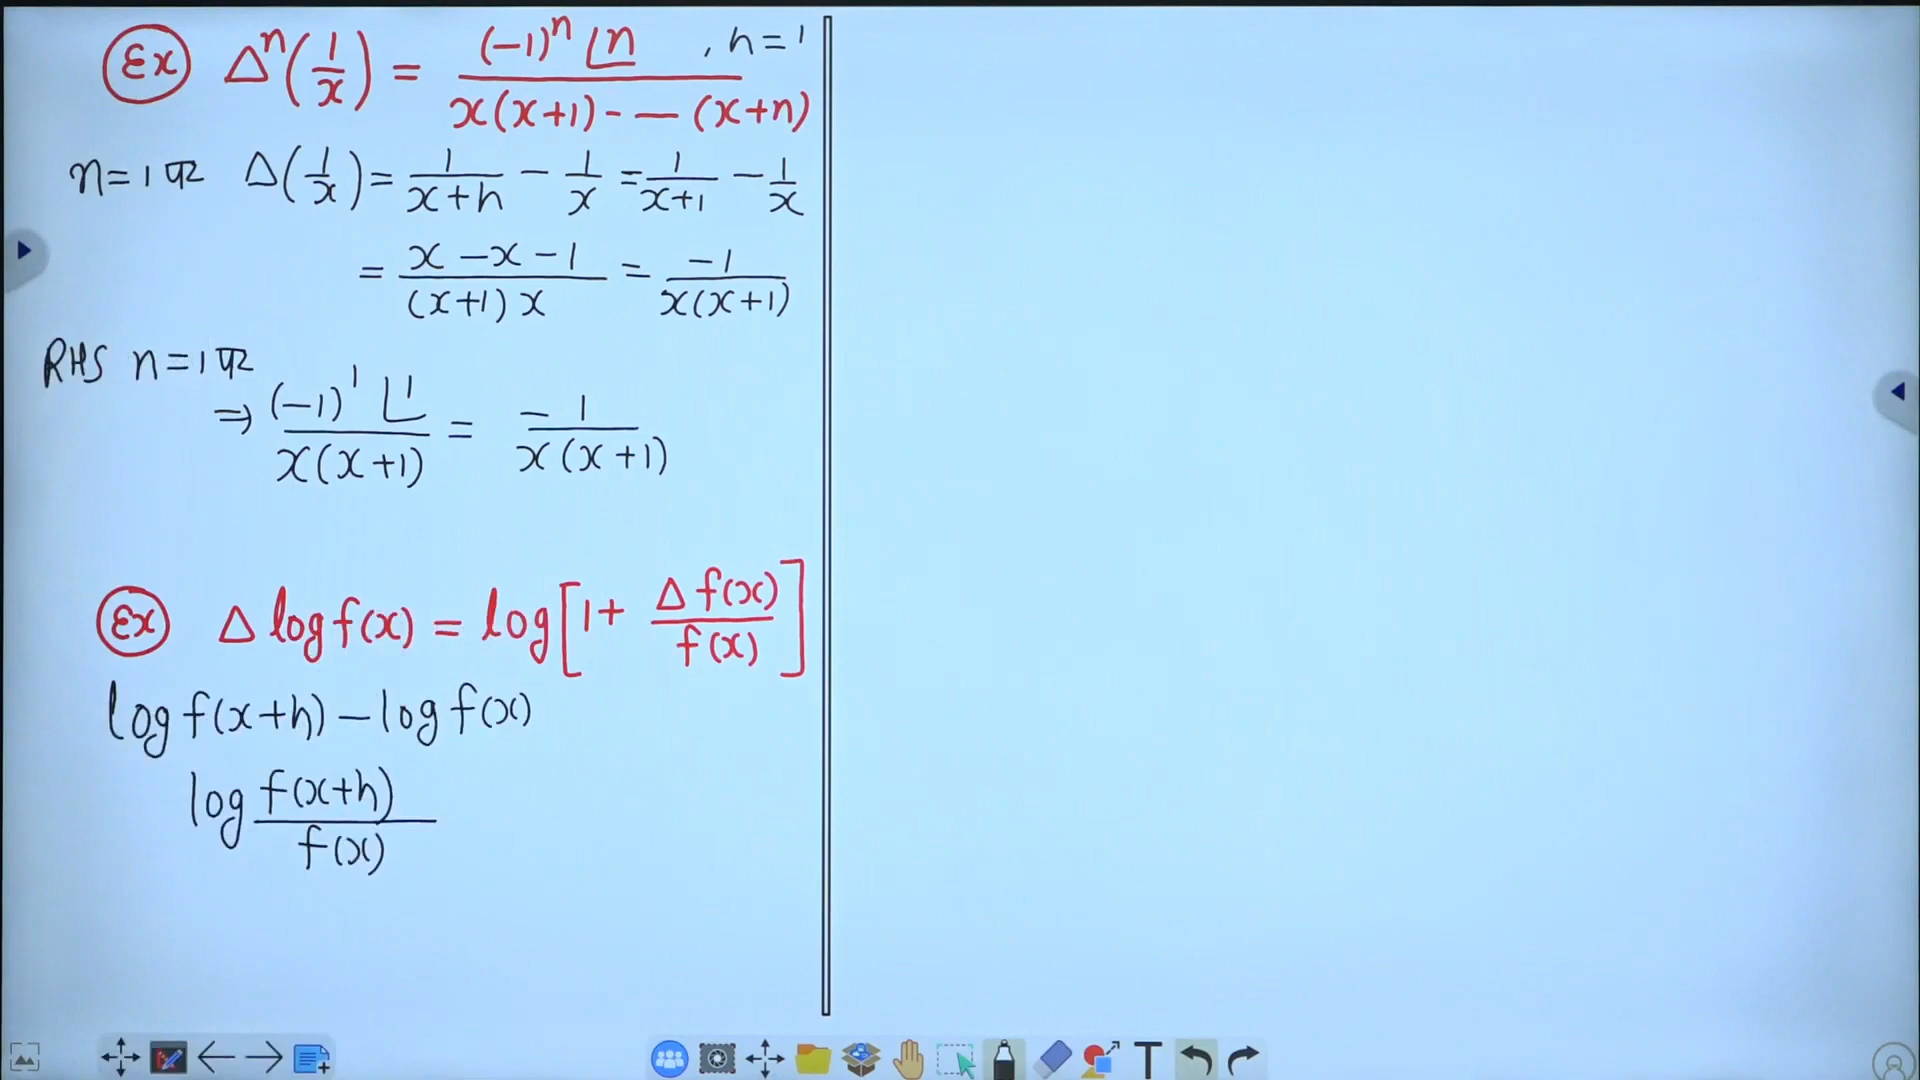 Ex Δⁿ(1/x) = (-1)ⁿ ∟n / x(x+1)-—(x+n) , h=1
n=1 पर Δ(1/x) = 1/(x+h) - 1/x = 1/(x+1) - 1/x
= (x-x-1)/((x+1)x) = -1/(x(x+1))
RHS n=1 पर
⇒ (-1)¹ ∟1 / x(x+1) = -1/(x(x+1))
Ex Δ log f(x) = log[1+ Δf(x)/f(x)]
log f(x+h) - log f(x)
log f(x+h)/f(x)
T